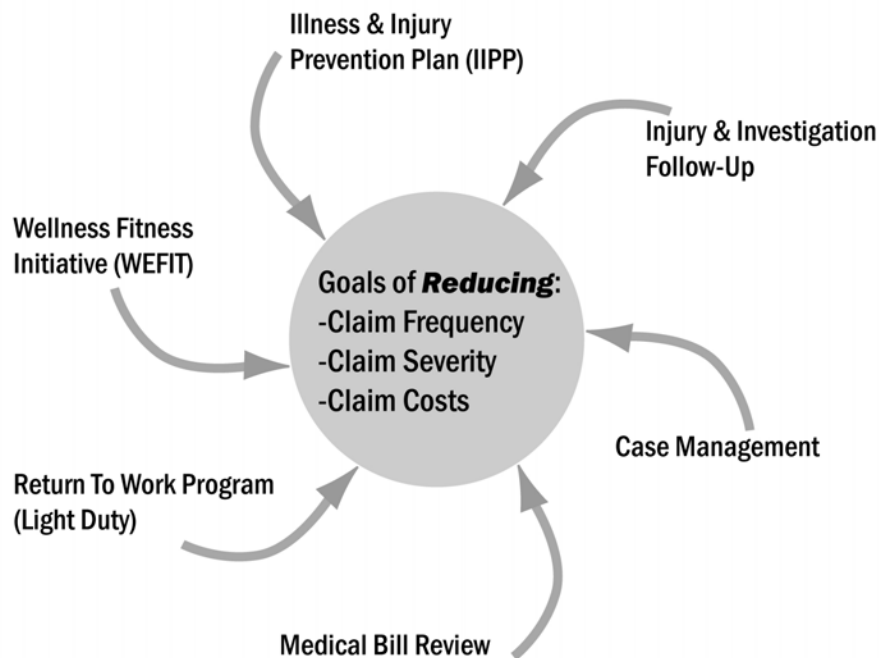 Illness & Injury
Prevention Plan (IIPP)
Injury & Investigation
Follow-Up
Wellness Fitness
Initiative (WEFIT)
Goals of Reducing:
-Claim Frequency
-Claim Severity
-Claim Costs
Case Management
Return To Work Program
(Light Duty)
Medical Bill Review